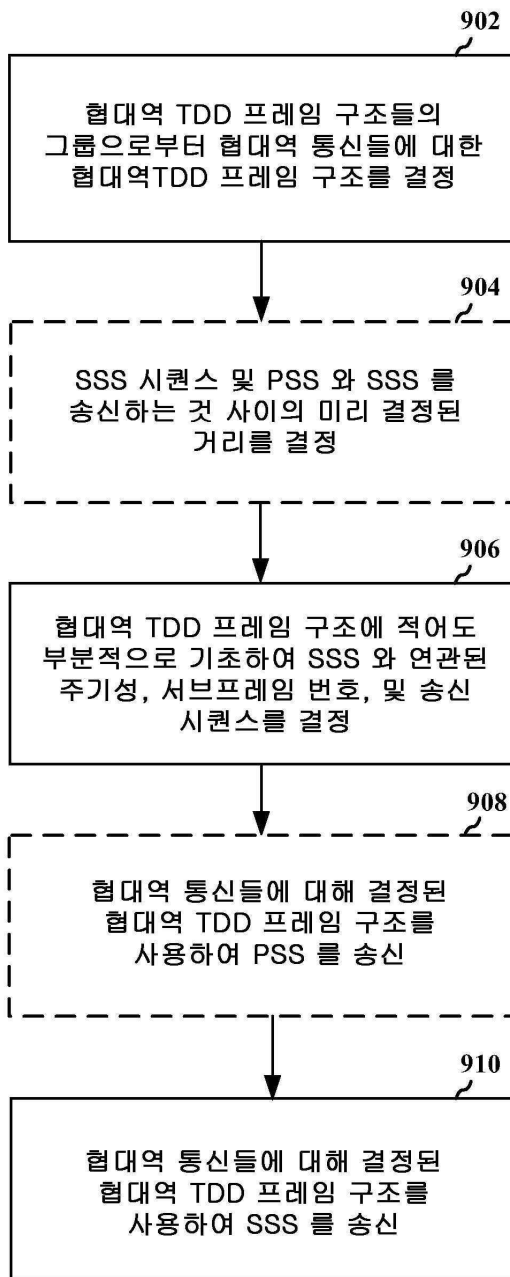 902
협대역 TDD 프레임 구조들의
그룹으로부터 협대역 통신들에 대한
협대역TDD 프레임 구조를 결정
904
SSS 시퀀스 및 PSS 와 SSS 를
송신하는 것 사이의 미리 결정된
거리를 결정
906
협대역 TDD 프레임 구조에 적어도
부분적으로 기초하여 SSS 와 연관된
주기성, 서브프레임 번호, 및 송신
시퀀스를 결정
908
협대역 통신들에 대해 결정된
협대역 TDD 프레임 구조를
사용하여 PSS 를 송신
910
협대역 통신들에 대해 결정된
협대역 TDD 프레임 구조를
사용하여 SSS 를 송신